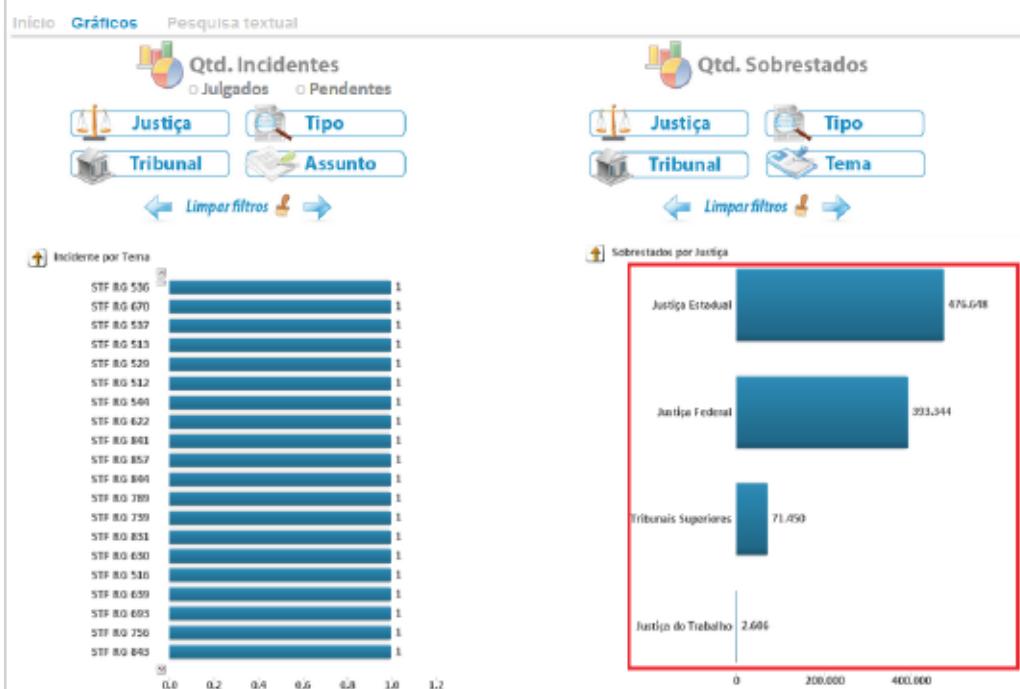 Início Gráficos Pesquisa textual
Qtd. Incidentes
Julgados Pendentes
Justiça Tipo
Tribunal Assunto
Limpar filtros
Incidente por Tema
STF RG 536 1
STF RG 670 1
STF RG 537 1
STF RG 513 1
STF RG 529 1
STF RG 512 1
STF RG 544 1
STF RG 622 1
STF RG 841 1
STF RG 857 1
STF RG 844 1
STF RG 789 1
STF RG 739 1
STF RG 831 1
STF RG 630 1
STF RG 516 1
STF RG 639 1
STF RG 693 1
STF RG 756 1
STF RG 843 1
0.0 0.2 0.4 0.6 0.8 1.0 1.2
Qtd. Sobrestados
Justiça Tipo
Tribunal Tema
Limpar filtros
Sobrestados por Justiça
Justiça Estadual 476.648
Justiça Federal 393.344
Tribunais Superiores 71.450
Justiça do Trabalho 2.606
0 200.000 400.000